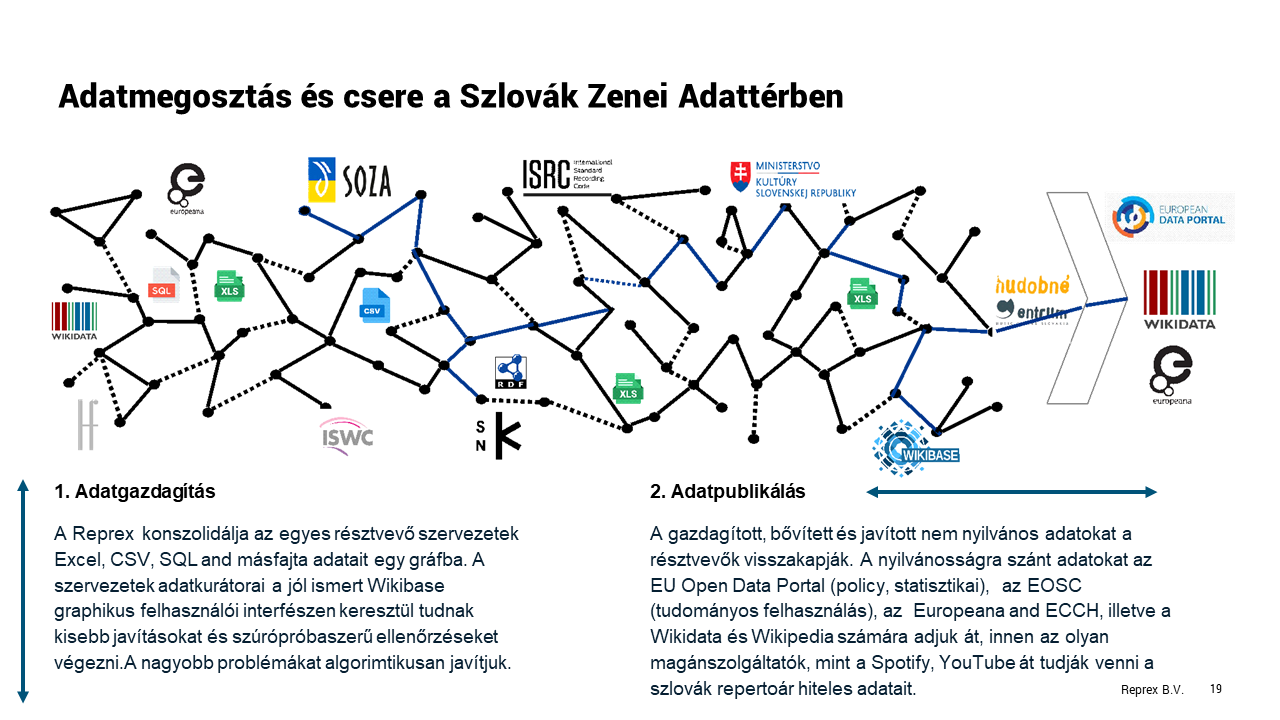 Adatmegosztás és csere a Szlovák Zenei Adattérben
europeana
SOZA
ISRC International
Standard
Recording
Code
MINISTERSTVO
KULTÚRY
SLOVENSKEJ REPUBLIKY
EUROPEAN
DATA PORTAL
SQL
XLS
CSV
XLS
hudobné
centrum
WIKIDATA
WIKIDATA
RDF
XLS
europeana
hf
ISWC
S
N
k
WIKIBASE
1. Adatgazdagítás
A Reprex konszolidálja az egyes résztvevő szervezetek
Excel, CSV, SQL and másfajta adatait egy gráfba. A
szervezetek adatkurátorai a jól ismert Wikibase
graphikus felhasználói interfészen keresztül tudnak
kisebb javításokat és szúrópróbaszerű ellenőrzéseket
végezni.A nagyobb problémákat algorimtikusan javítjuk.
2. Adatpublikálás
A gazdagított, bővített és javított nem nyilvános adatokat a
résztvevők visszakapják. A nyilvánosságra szánt adatokat az
EU Open Data Portal (policy, statisztikai), az EOSC
(tudományos felhasználás), az Europeana and ECCH, illetve a
Wikidata és Wikipedia számára adjuk át, innen az olyan
magánszolgáltatók, mint a Spotify, YouTube át tudják venni a
szlovák repertoár hiteles adatait.
Reprex B.V. 19